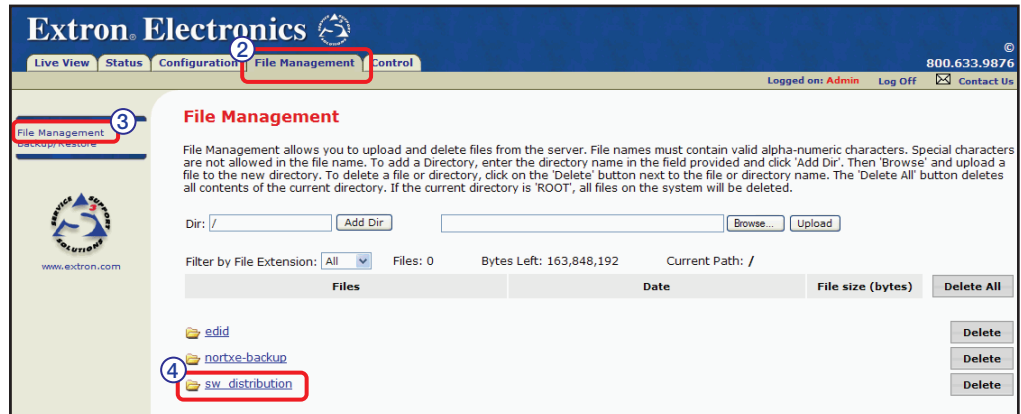 Extron® Electronics
②
Live View Status Configuration File Management Control
©
800.633.9876
Logged on: Admin Log Off Contact Us
③
File Management
Backup/Restore
SERVICE SUPPORT SOLUTIONS
S3
www.extron.com
File Management
File Management allows you to upload and delete files from the server. File names must contain valid alpha-numeric characters. Special characters
are not allowed in the file name. To add a Directory, enter the directory name in the field provided and click 'Add Dir'. Then 'Browse' and upload a
file to the new directory. To delete a file or directory, click on the 'Delete' button next to the file or directory name. The 'Delete All' button deletes
all contents of the current directory. If the current directory is 'ROOT', all files on the system will be deleted.
Dir: / Add Dir Browse... Upload
Filter by File Extension: All Files: 0 Bytes Left: 163,848,192 Current Path: /
Files Date File size (bytes) Delete All
edid Delete
nortxe-backup Delete
④
sw_distribution Delete